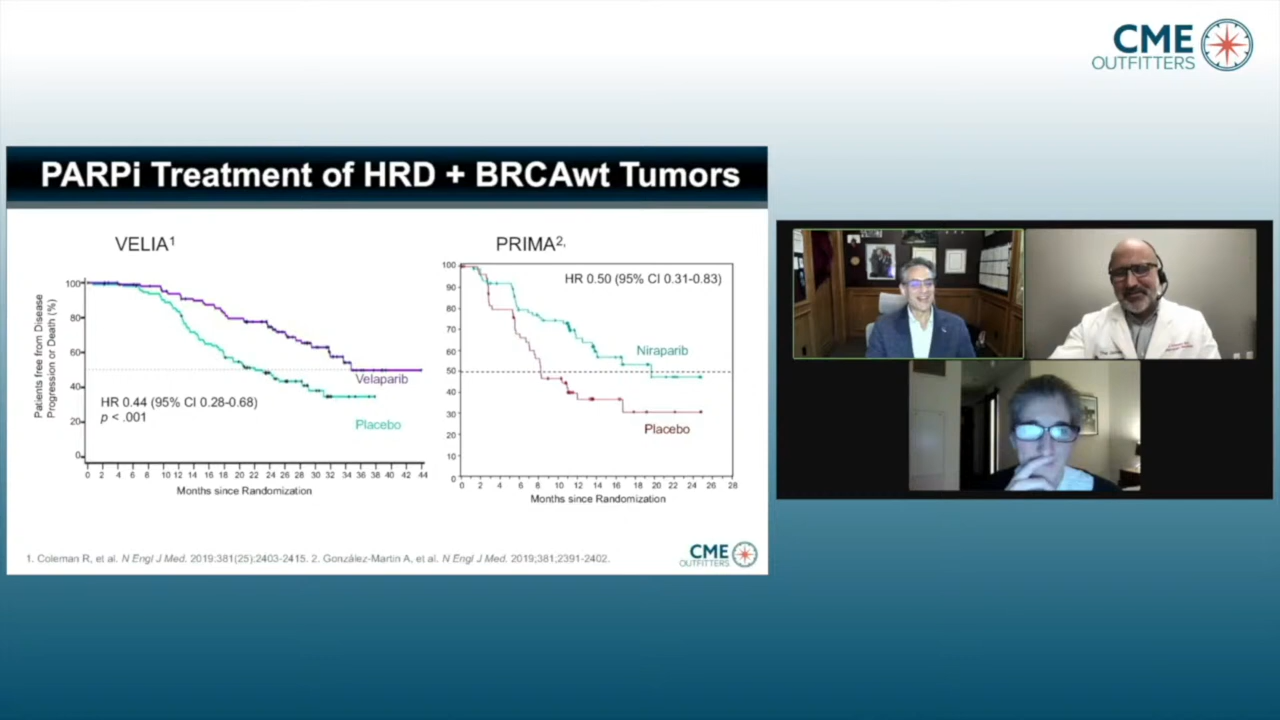 CME
OUTFITTERS
PARPi Treatment of HRD + BRCAwt Tumors
VELIA1
Patients free from Disease
Progression or Death (%)
100
80
60
40
20
0
Velaparib
HR 0.44 (95% CI 0.28-0.68)
p < .001
Placebo
0 2 4 6 8 10 12 14 16 18 20 21 22 24 26 28 30 32 34 36 38 39 40 42 44
Months since Randomization
PRIMA2,
100
90
80
70
60
50
40
30
20
10
0
HR 0.50 (95% CI 0.31-0.83)
Niraparib
Placebo
0 2 4 6 8 10 12 14 16 18 20 22 24 26 28
Months since Randomization
1. Coleman R, et al. N Engl J Med. 2019:381(25):2403-2415. 2. González-Martin A, et al. N Engl J Med. 2019;381;2391-2402.
CME
OUTFITTERS